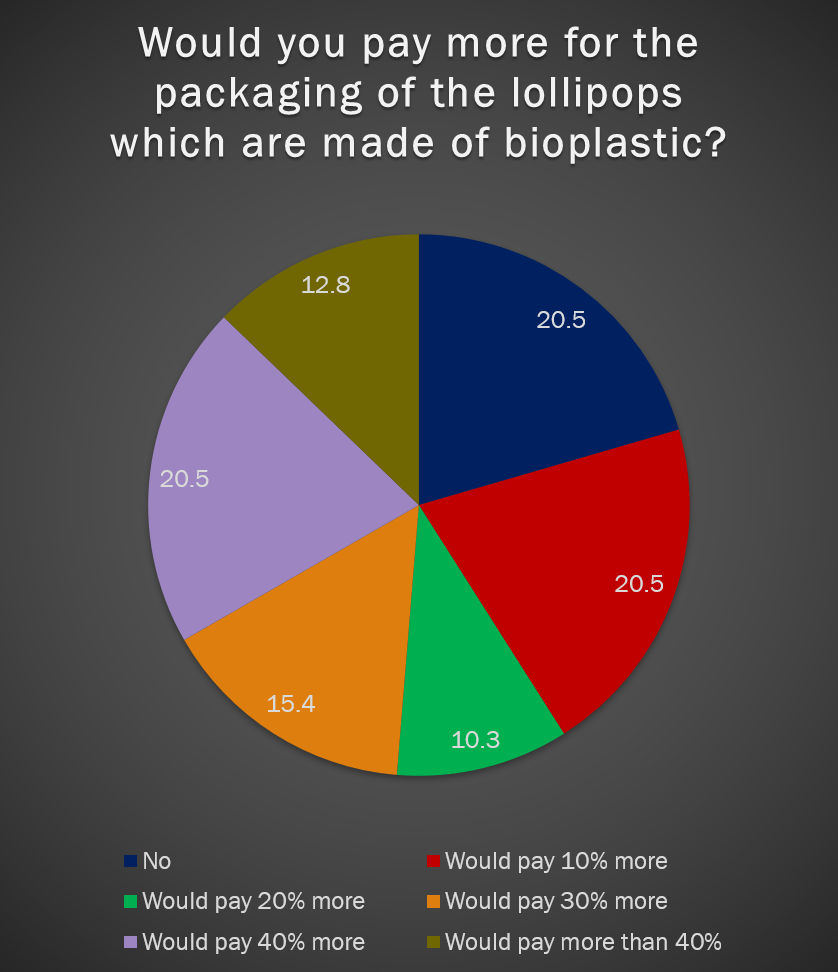 Would you pay more for the
packaging of the lollipops
which are made of bioplastic?
12.8
20.5
20.5
20.5
15.4
10.3
No
Would pay 10% more
Would pay 20% more
Would pay 30% more
Would pay 40% more
Would pay more than 40%